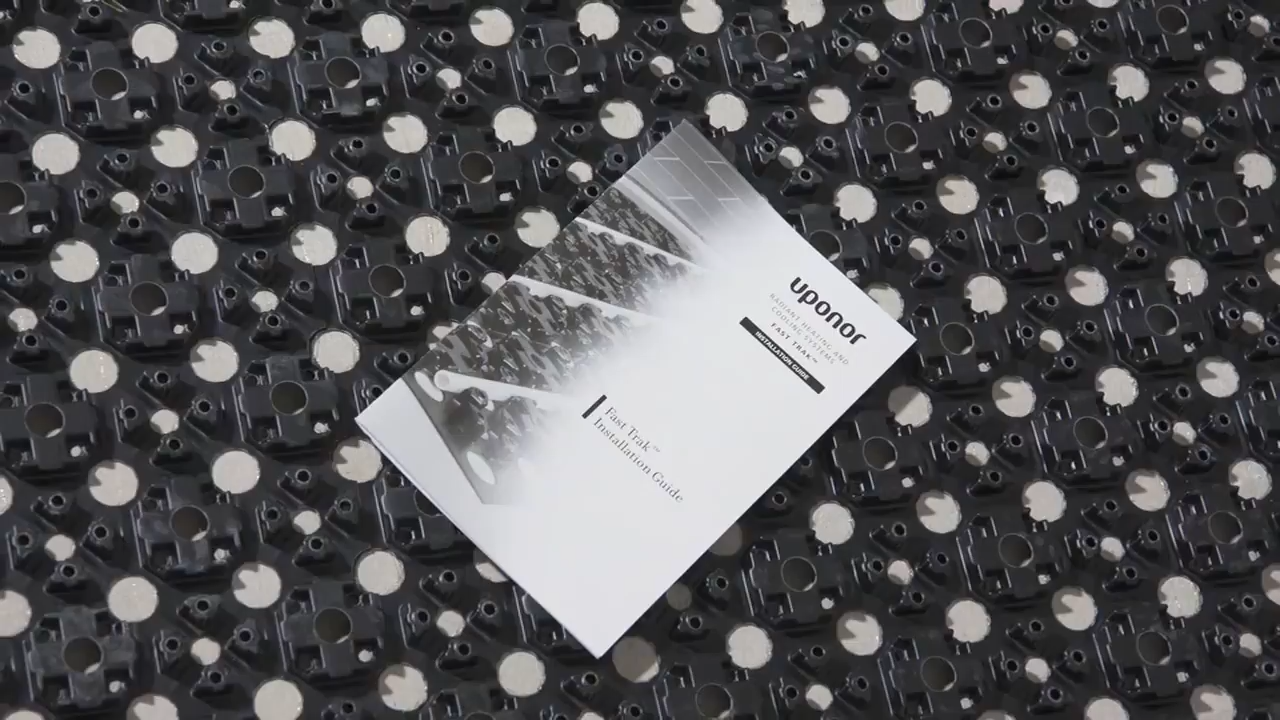 uponor
RADIANT HEATING AND
COOLING SYSTEMS
FAST TRAK™
INSTALLATION GUIDE
Fast Trak™
Installation Guide